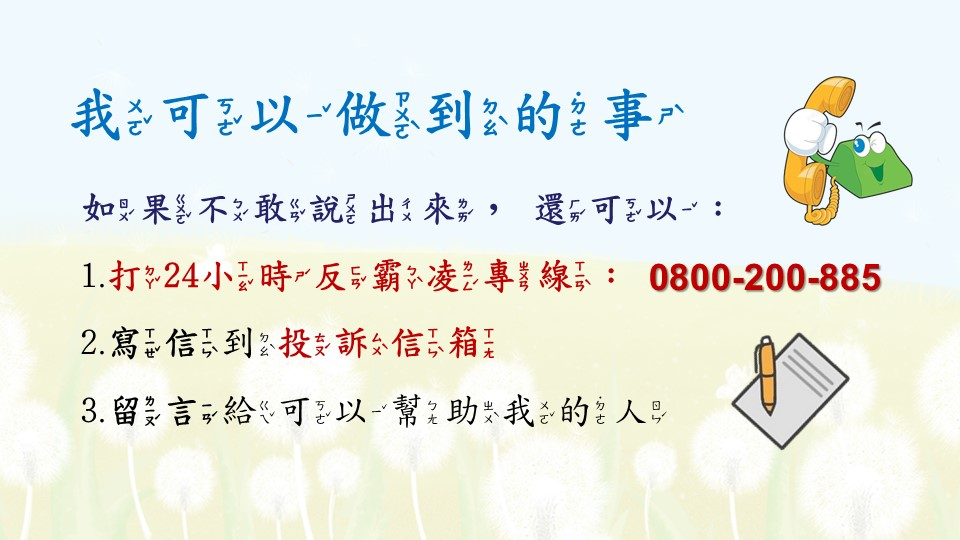 我可以做到的事
如果不敢說出來，還可以：
1.打24小時反霸凌專線：0800-200-885
2.寫信到投訴信箱
3.留言給可以幫助我的人